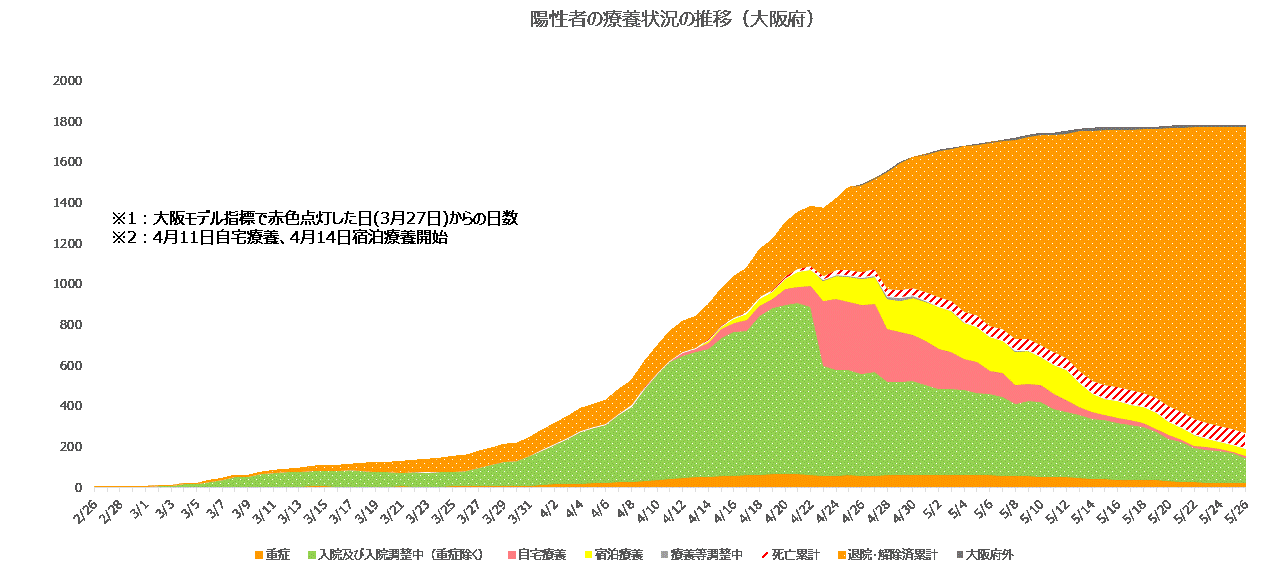 陽性者の療養状況の推移（大阪府）
2000
1800
1600
1400
1200
1000
800
600
400
200
0
※1：大阪モデル指標で赤色点灯した日(3月27日)からの日数
※2：4月11日自宅療養、4月14日宿泊療養開始
2/26 2/28 3/1 3/3 3/5 3/7 3/9 3/11 3/13 3/15 3/17 3/19 3/21 3/23 3/25 3/27 3/29 3/31 4/2 4/4 4/6 4/8 4/10 4/12 4/14 4/16 4/18 4/20 4/22 4/24 4/26 4/28 4/30 5/2 5/4 5/6 5/8 5/10 5/12 5/14 5/16 5/18 5/20 5/22 5/24 5/26
重症 入院及び入院調整中（重症除く） 自宅療養 宿泊療養 療養等調整中 死亡累計 退院・解除済累計 大阪府外